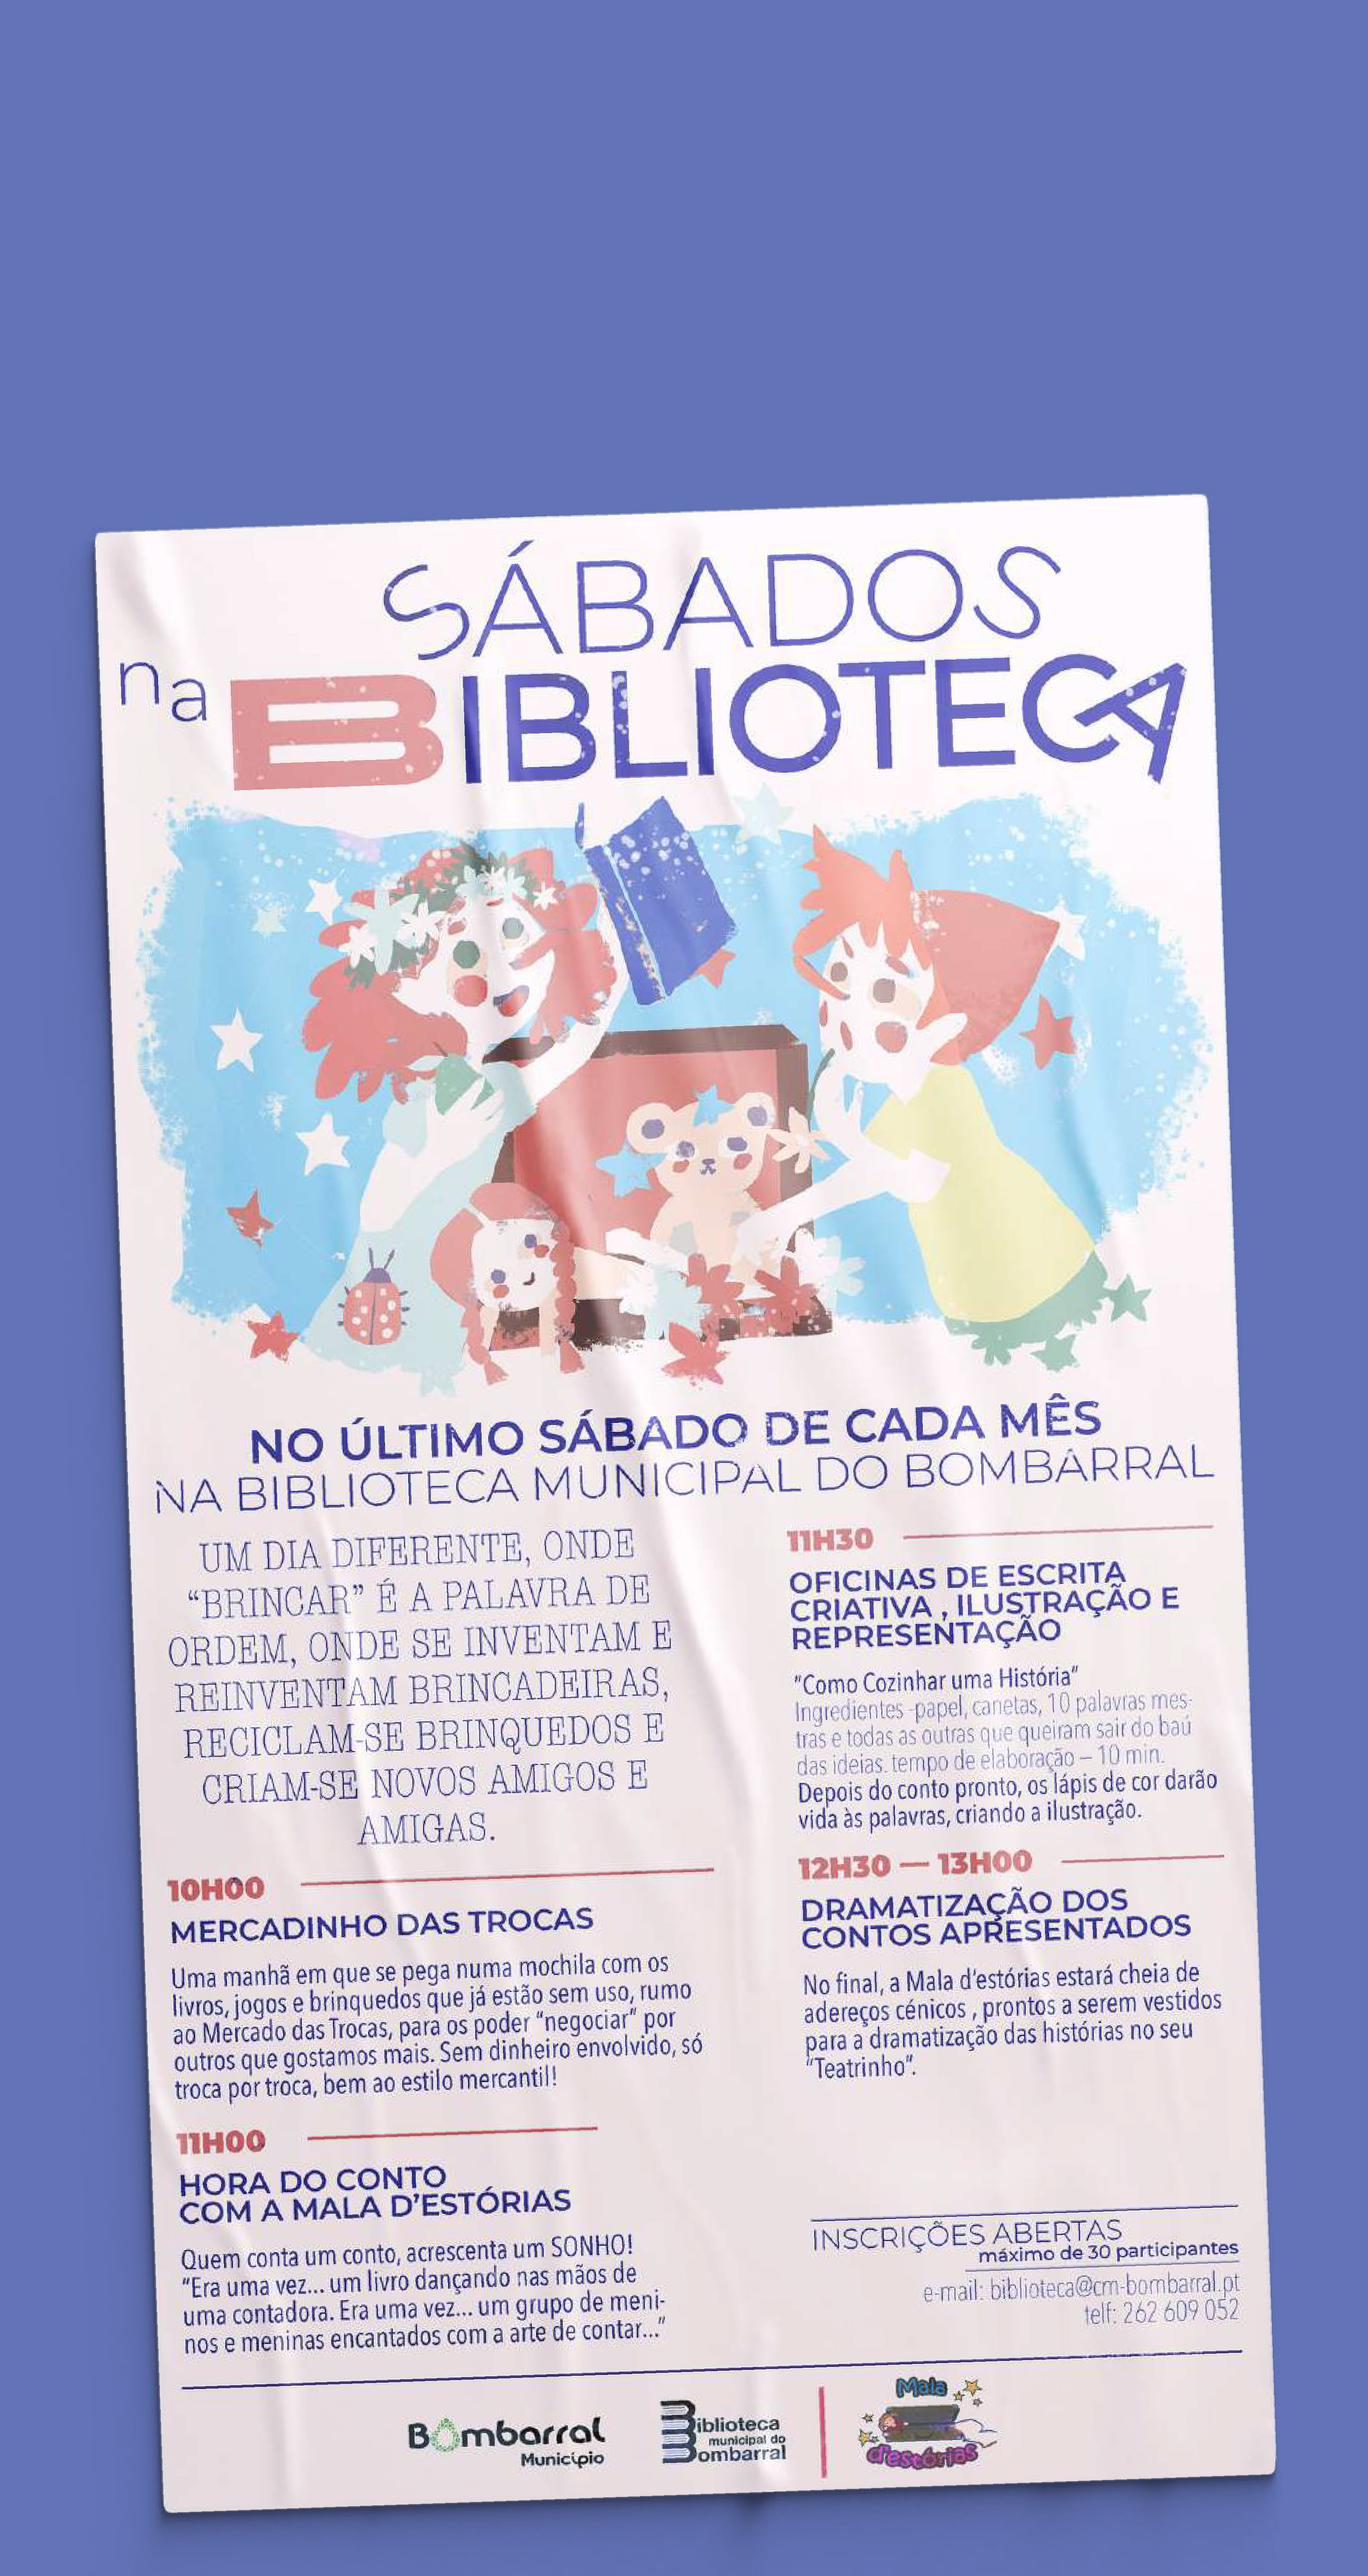 SÁBADOS
na BIBLIOTECA
NO ÚLTIMO SÁBADO DE CADA MÊS
NA BIBLIOTECA MUNICIPAL DO BOMBARRAL
UM DIA DIFERENTE, ONDE
“BRINCAR” É A PALAVRA DE
ORDEM, ONDE SE INVENTAM E
REINVENTAM BRINCADEIRAS,
RECICLAM-SE BRINQUEDOS E
CRIAM-SE NOVOS AMIGOS E
AMIGAS.
10H00
MERCADINHO DAS TROCAS
Uma manhã em que se pega numa mochila com os
livros, jogos e brinquedos que já estão sem uso, rumo
ao Mercado das Trocas, para os poder "negociar" por
outros que gostamos mais. Sem dinheiro envolvido, só
troca por troca, bem ao estilo mercantil!
11H00
HORA DO CONTO
COM A MALA D'ESTÓRIAS
Quem conta um conto, acrescenta um SONHO!
"Era uma vez... um livro dançando nas mãos de
uma contadora. Era uma vez... um grupo de meni-
nos e meninas encantados com a arte de contar..."
11H30
OFICINAS DE ESCRITA
CRIATIVA , ILUSTRAÇÃO E
REPRESENTAÇÃO
"Como Cozinhar uma História"
Ingredientes -papel, canetas, 10 palavras mes-
tras e todas as outras que queiram sair do baú
das ideias. tempo de elaboração – 10 min.
Depois do conto pronto, os lápis de cor darão
vida às palavras, criando a ilustração.
12H30 — 13H00
DRAMATIZAÇÃO DOS
CONTOS APRESENTADOS
No final, a Mala d'estórias estará cheia de
adereços cénicos , prontos a serem vestidos
para a dramatização das histórias no seu
"Teatrinho".
INSCRIÇÕES ABERTAS
máximo de 30 participantes
e-mail: biblioteca@cm-bombarral.pt
telf: 262 609 052
Bombarral
Município
Biblioteca
municipal do
Bombarral
Mala
d'estórias